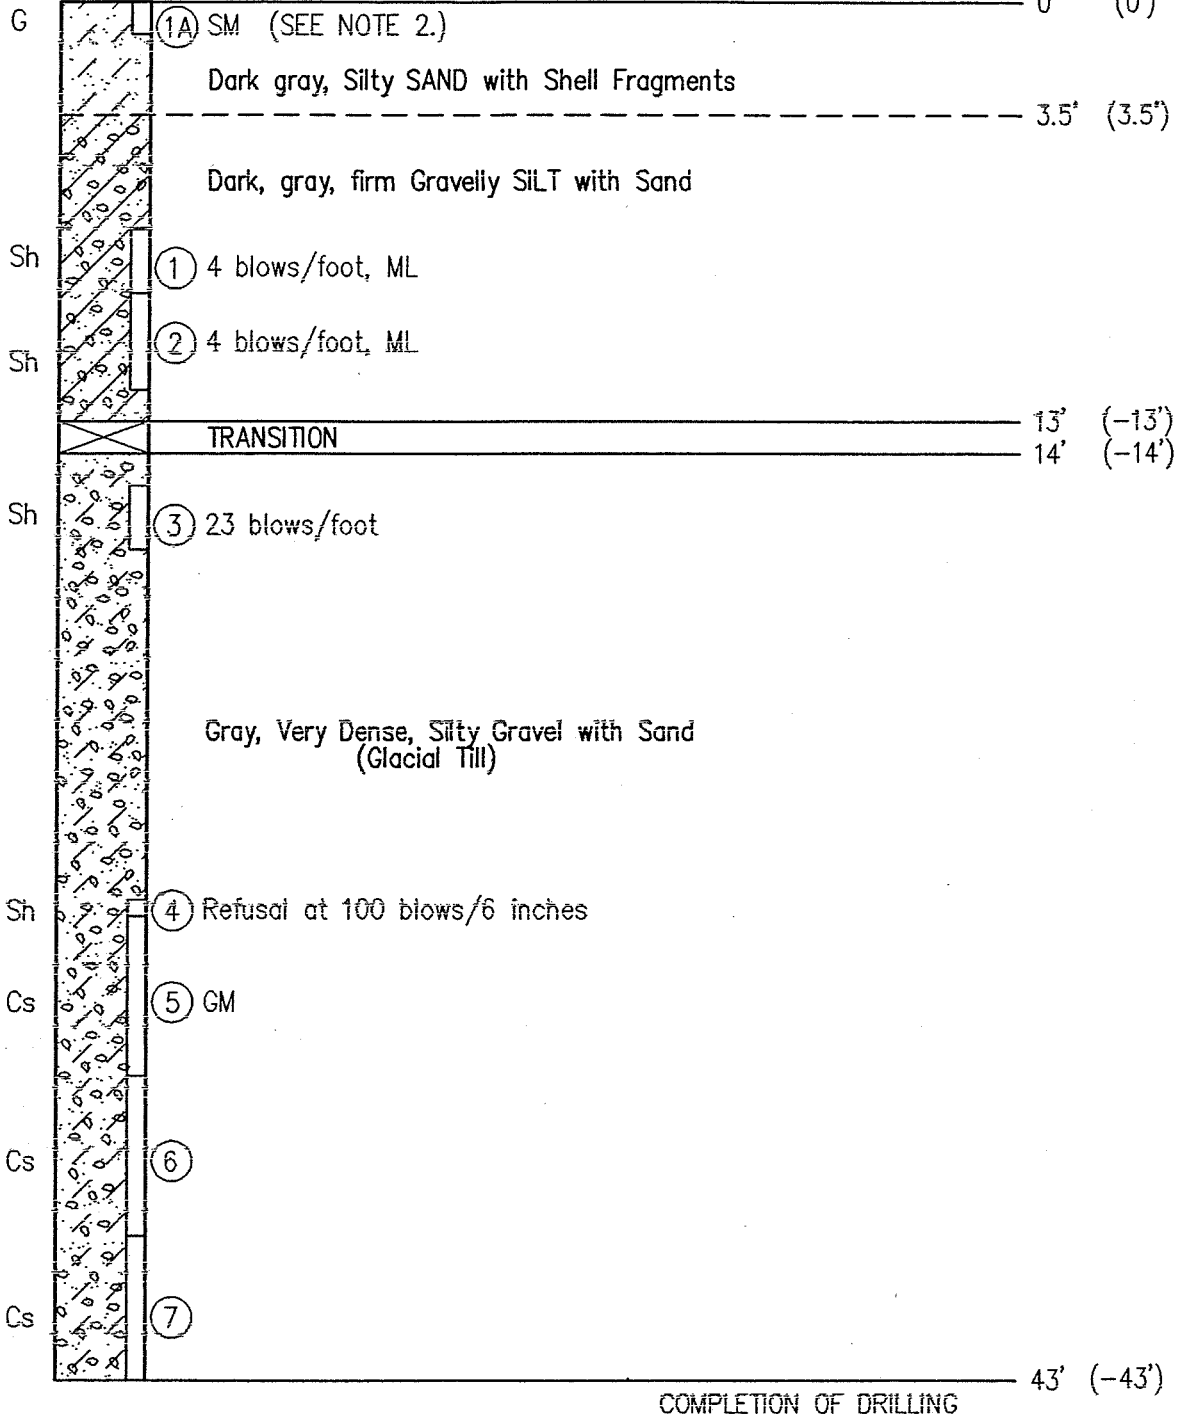 0' (0')
G 1A SM (SEE NOTE 2.)
Dark gray, Silty SAND with Shell Fragments
3.5' (3.5')
Dark, gray, firm Gravelly SILT with Sand
Sh 1 4 blows/foot, ML
Sh 2 4 blows/foot, ML
13' (-13')
TRANSITION
14' (-14')
Sh 3 23 blows/foot
Gray, Very Dense, Silty Gravel with Sand
(Glacial Till)
Sh 4 Refusal at 100 blows/6 inches
Cs 5 GM
Cs 6
Cs 7
43' (-43')
COMPLETION OF DRILLING